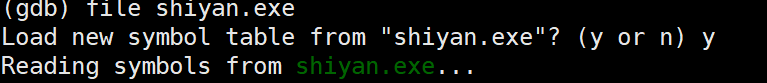 (gdb) file shiyan.exe
Load new symbol table from "shiyan.exe"? (y or n) y
Reading symbols from shiyan.exe...